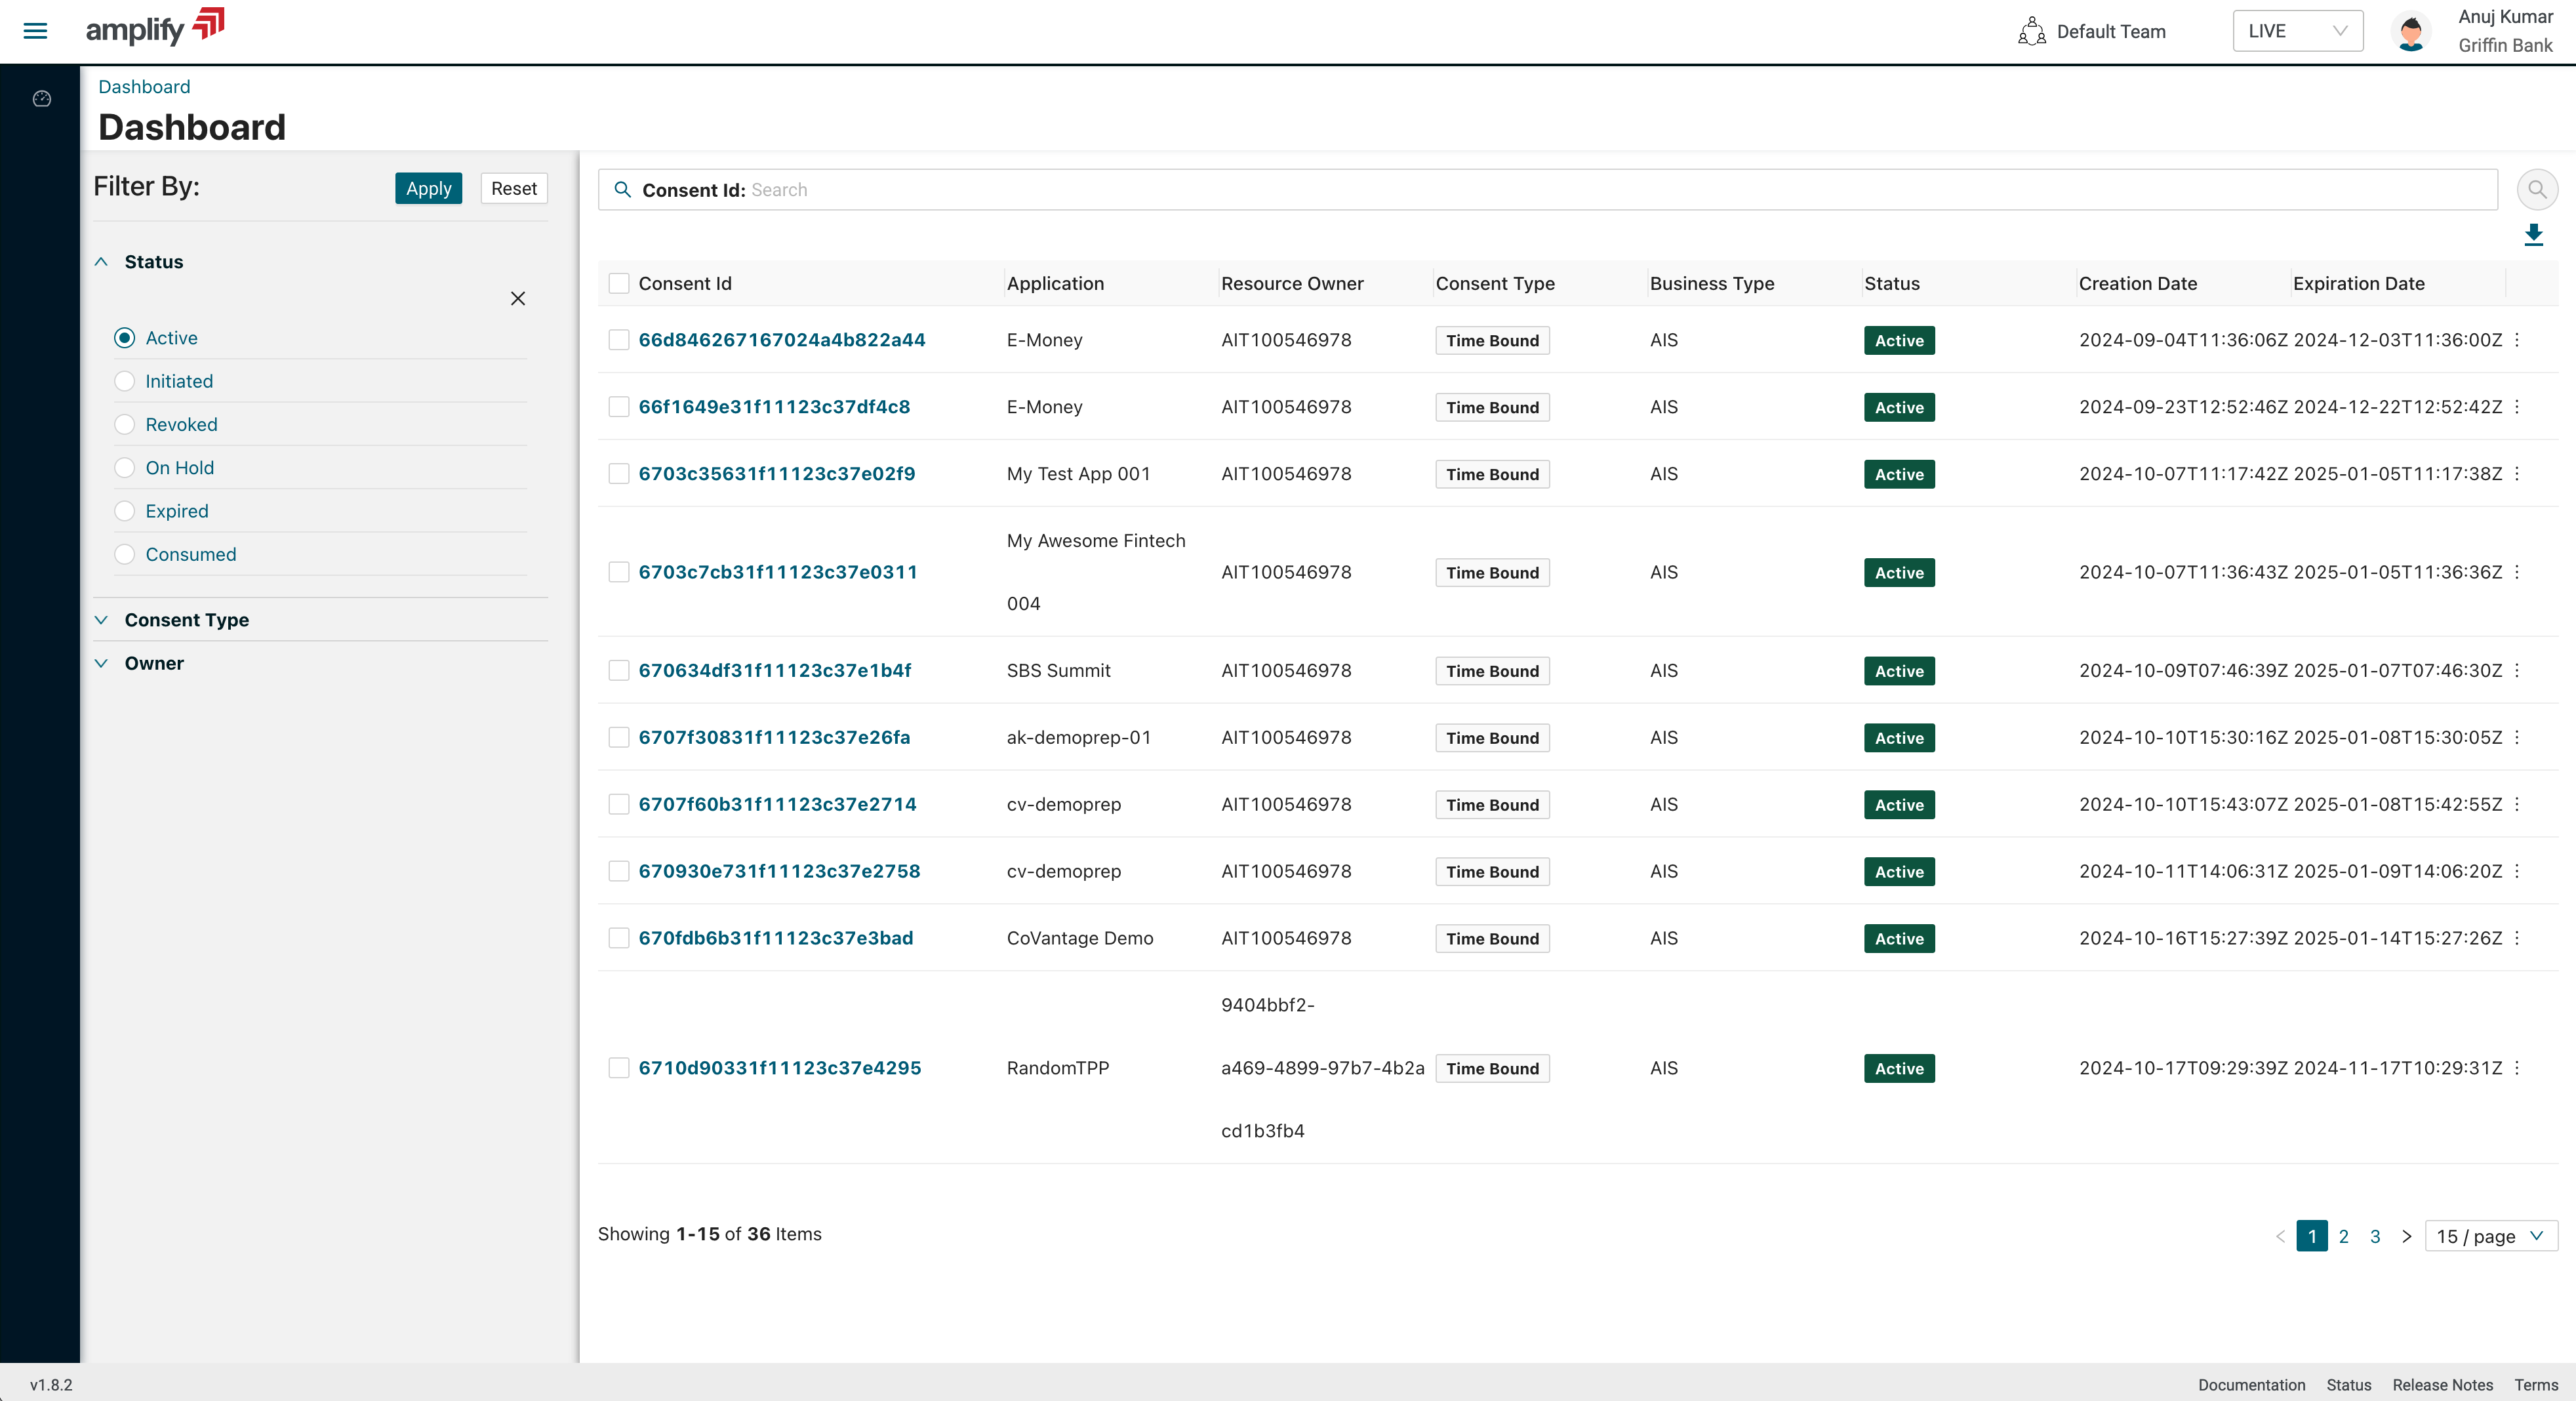 amplify
Default Team
LIVE
Anuj Kumar
Griffin Bank
Dashboard
Dashboard
Filter By:
Apply
Reset
Status
Active
Initiated
Revoked
On Hold
Expired
Consumed
Consent Type
Owner
Consent Id: Search
Consent Id Application Resource Owner Consent Type Business Type Status Creation Date Expiration Date
66d846267167024a4b822a44 E-Money AIT100546978 Time Bound AIS Active 2024-09-04T11:36:06Z 2024-12-03T11:36:00Z
66f1649e31f11123c37df4c8 E-Money AIT100546978 Time Bound AIS Active 2024-09-23T12:52:46Z 2024-12-22T12:52:42Z
6703c35631f11123c37e02f9 My Test App 001 AIT100546978 Time Bound AIS Active 2024-10-07T11:17:42Z 2025-01-05T11:17:38Z
My Awesome Fintech
6703c7cb31f11123c37e0311 AIT100546978 Time Bound AIS Active 2024-10-07T11:36:43Z 2025-01-05T11:36:36Z
004
670634df31f11123c37e1b4f SBS Summit AIT100546978 Time Bound AIS Active 2024-10-09T07:46:39Z 2025-01-07T07:46:30Z
6707f30831f11123c37e26fa ak-demoprep-01 AIT100546978 Time Bound AIS Active 2024-10-10T15:30:16Z 2025-01-08T15:30:05Z
6707f60b31f11123c37e2714 cv-demoprep AIT100546978 Time Bound AIS Active 2024-10-10T15:43:07Z 2025-01-08T15:42:55Z
670930e731f11123c37e2758 cv-demoprep AIT100546978 Time Bound AIS Active 2024-10-11T14:06:31Z 2025-01-09T14:06:20Z
670fdb6b31f11123c37e3bad CoVantage Demo AIT100546978 Time Bound AIS Active 2024-10-16T15:27:39Z 2025-01-14T15:27:26Z
9404bbf2-
6710d90331f11123c37e4295 RandomTPP a469-4899-97b7-4b2a Time Bound AIS Active 2024-10-17T09:29:39Z 2024-11-17T10:29:31Z
cd1b3fb4
Showing 1-15 of 36 Items
1 2 3 15 / page
v1.8.2
Documentation Status Release Notes Terms